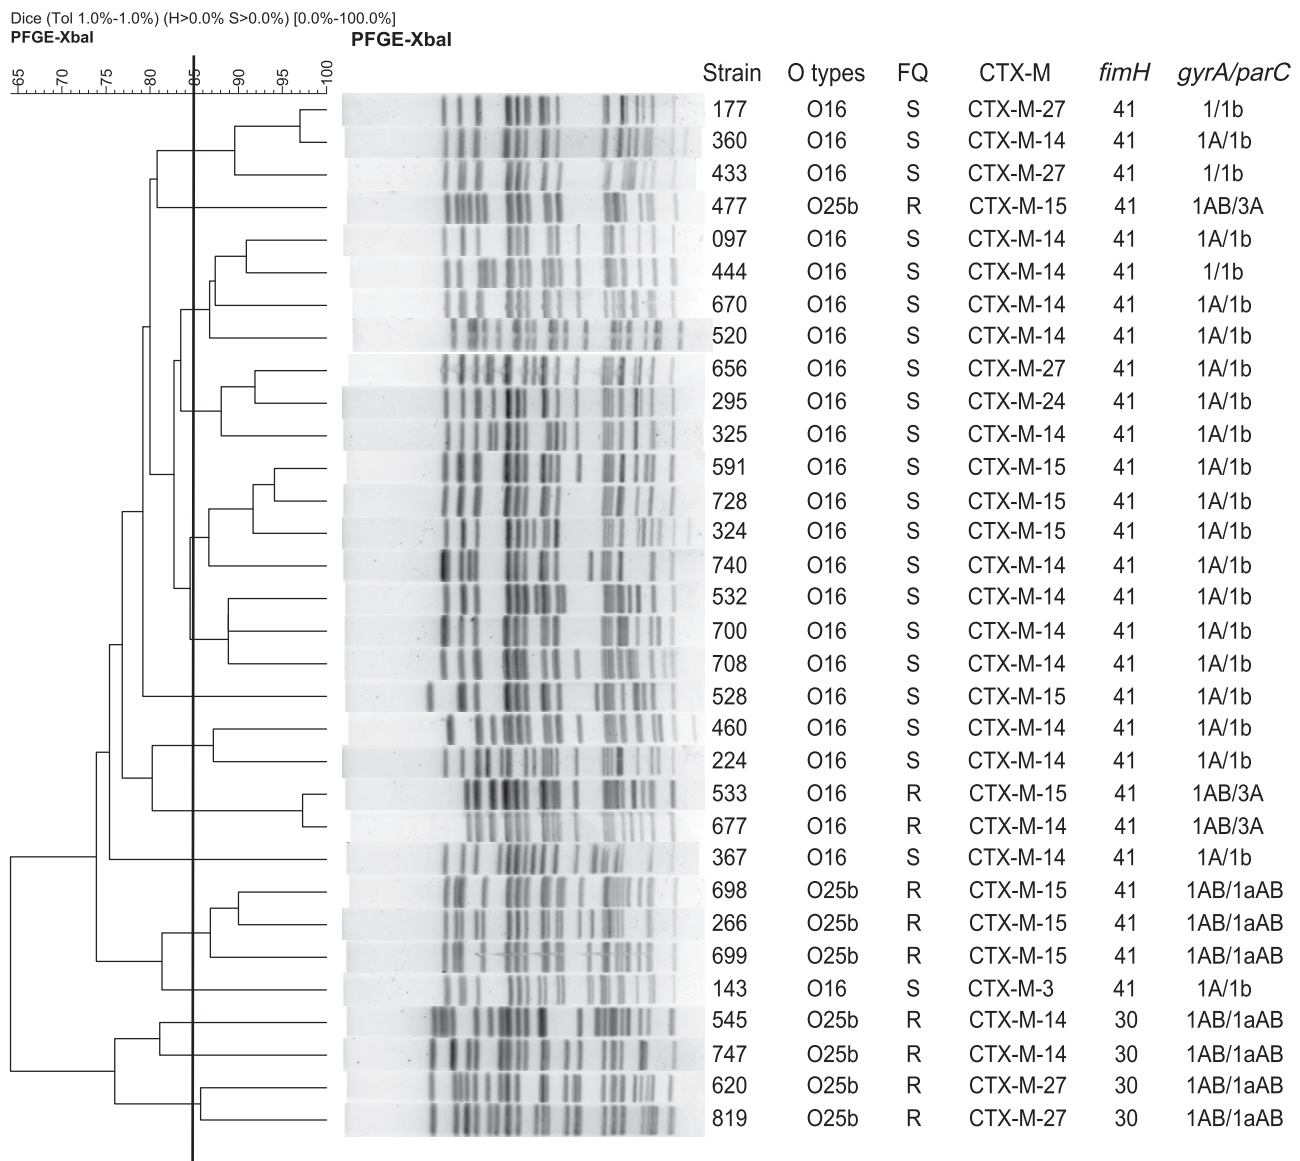 Dice (Tol 1.0%-1.0%) (H>0.0% S>0.0%) [0.0%-100.0%]
PFGE-XbaI PFGE-XbaI
65 70 75 80 85 90 95 100
Strain O types FQ CTX-M fimH gyrA/parC
177 O16 S CTX-M-27 41 1/1b
360 O16 S CTX-M-14 41 1A/1b
433 O16 S CTX-M-27 41 1/1b
477 O25b R CTX-M-15 41 1AB/3A
097 O16 S CTX-M-14 41 1A/1b
444 O16 S CTX-M-14 41 1/1b
670 O16 S CTX-M-14 41 1A/1b
520 O16 S CTX-M-14 41 1A/1b
656 O16 S CTX-M-27 41 1A/1b
295 O16 S CTX-M-24 41 1A/1b
325 O16 S CTX-M-14 41 1A/1b
591 O16 S CTX-M-15 41 1A/1b
728 O16 S CTX-M-15 41 1A/1b
324 O16 S CTX-M-15 41 1A/1b
740 O16 S CTX-M-14 41 1A/1b
532 O16 S CTX-M-14 41 1A/1b
700 O16 S CTX-M-14 41 1A/1b
708 O16 S CTX-M-14 41 1A/1b
528 O16 S CTX-M-15 41 1A/1b
460 O16 S CTX-M-14 41 1A/1b
224 O16 S CTX-M-14 41 1A/1b
533 O16 R CTX-M-15 41 1AB/3A
677 O16 R CTX-M-14 41 1AB/3A
367 O16 S CTX-M-14 41 1A/1b
698 O25b R CTX-M-15 41 1AB/1aAB
266 O25b R CTX-M-15 41 1AB/1aAB
699 O25b R CTX-M-15 41 1AB/1aAB
143 O16 S CTX-M-3 41 1A/1b
545 O25b R CTX-M-14 30 1AB/1aAB
747 O25b R CTX-M-14 30 1AB/1aAB
620 O25b R CTX-M-27 30 1AB/1aAB
819 O25b R CTX-M-27 30 1AB/1aAB